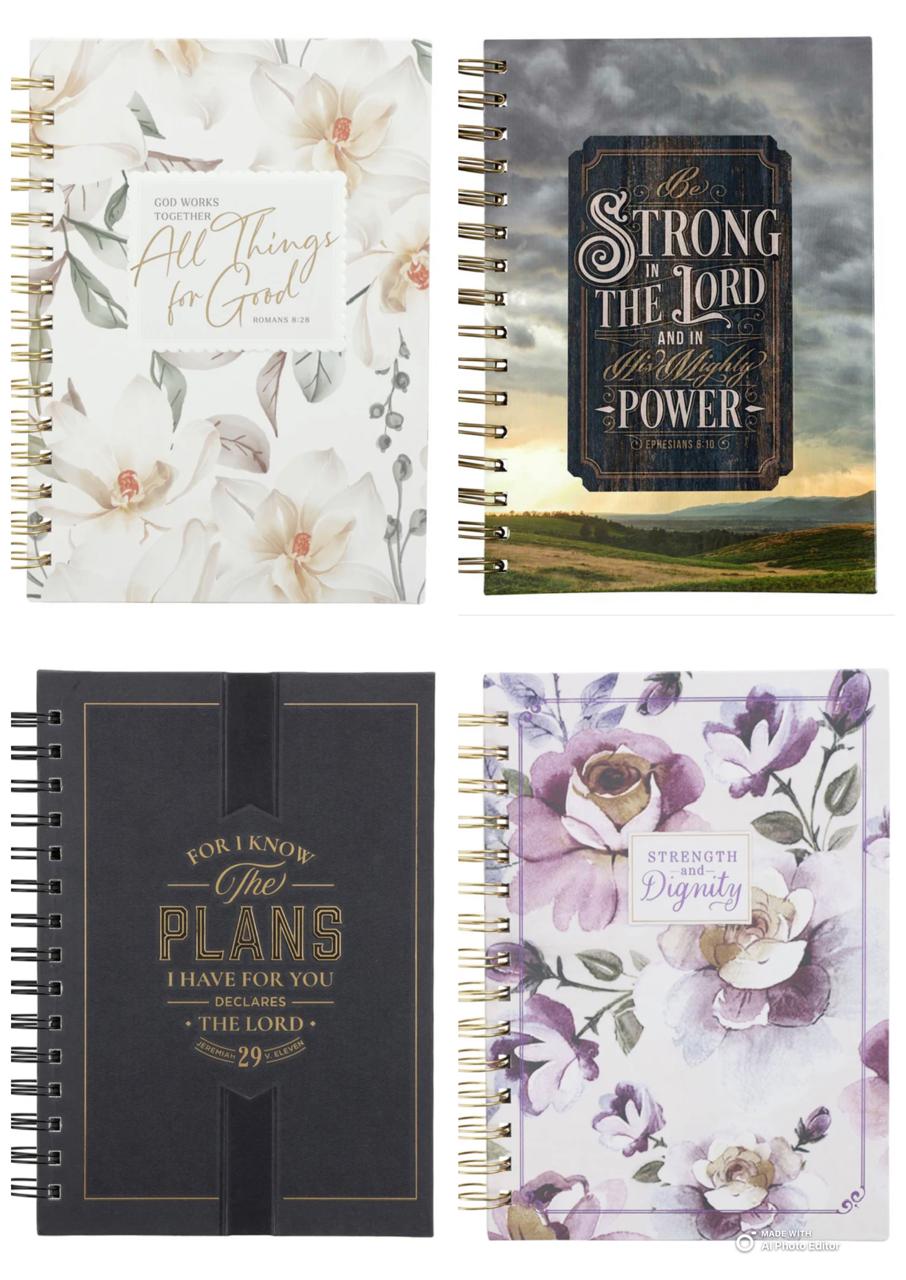 GOD WORKS
TOGETHER
All Things
for Good
ROMANS 8:28
Be
STRONG
IN
THE LORD
AND IN
His Mighty
POWER
EPHESIANS 6:10
FOR I KNOW
The
PLANS
I HAVE FOR YOU
DECLARES
THE LORD
JEREMIAH 29 V. ELEVEN
STRENGTH
and
Dignity
MADE WITH
AI Photo Editor